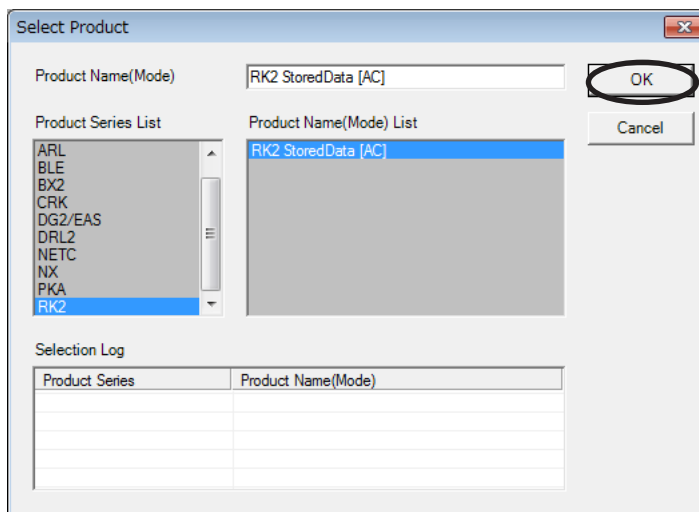 Select Product
Product Name(Mode)
RK2 StoredData [AC]
OK
Cancel
Product Series List
ARL
BLE
BX2
CRK
DG2/EAS
DRL2
NETC
NX
PKA
RK2
Product Name(Mode) List
RK2 StoredData [AC]
Selection Log
Product Series Product Name(Mode)